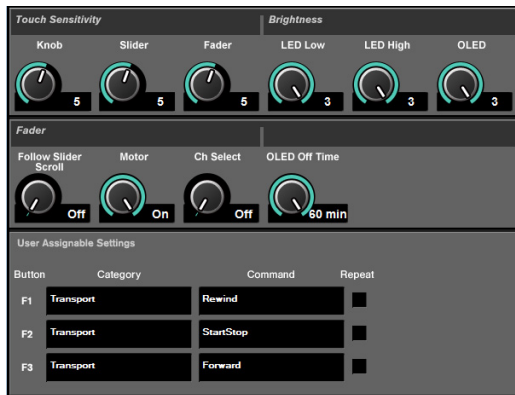 Touch Sensitivity Brightness
Knob Slider Fader LED Low LED High OLED
5 5 5 3 3 3
Fader
Follow Slider Scroll Motor Ch Select OLED Off Time
Off On Off 60 min
User Assignable Settings
Button Category Command Repeat
F1 Transport Rewind
F2 Transport StartStop
F3 Transport Forward